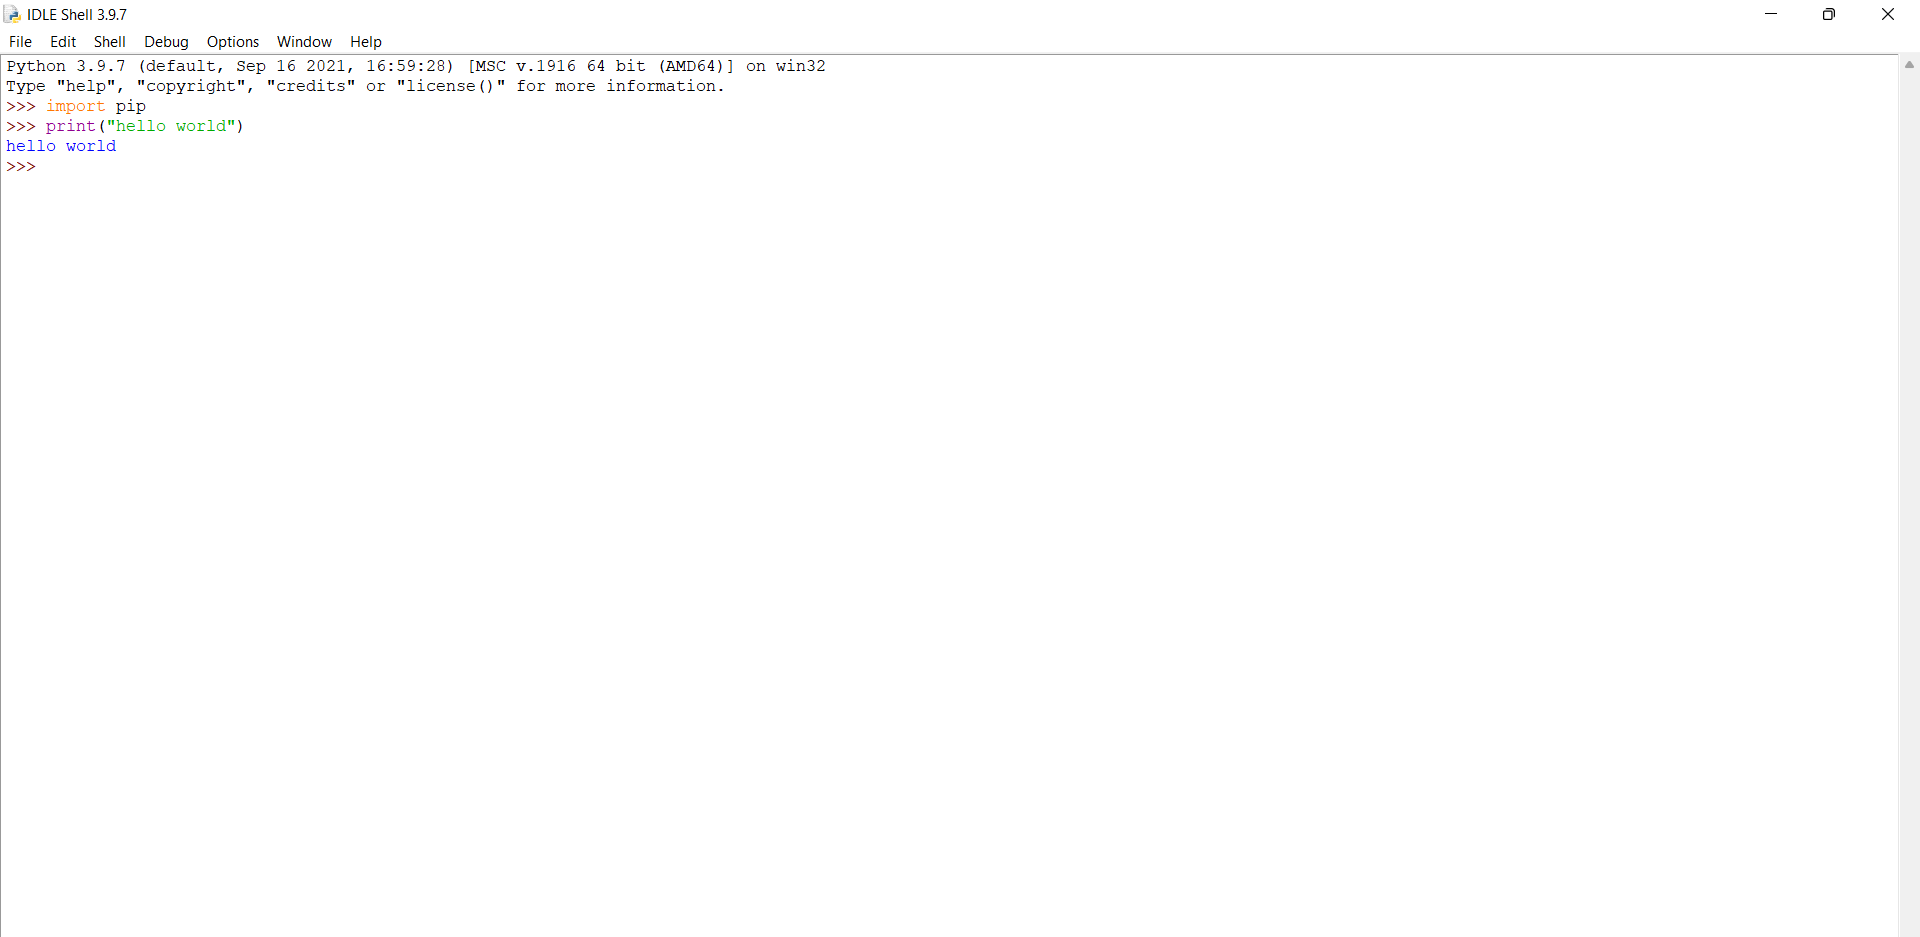 IDLE Shell 3.9.7
File Edit Shell Debug Options Window Help
Python 3.9.7 (default, Sep 16 2021, 16:59:28) [MSC v.1916 64 bit (AMD64)] on win32
Type "help", "copyright", "credits" or "license()" for more information.
>>> import pip
>>> print("hello world")
hello world
>>>